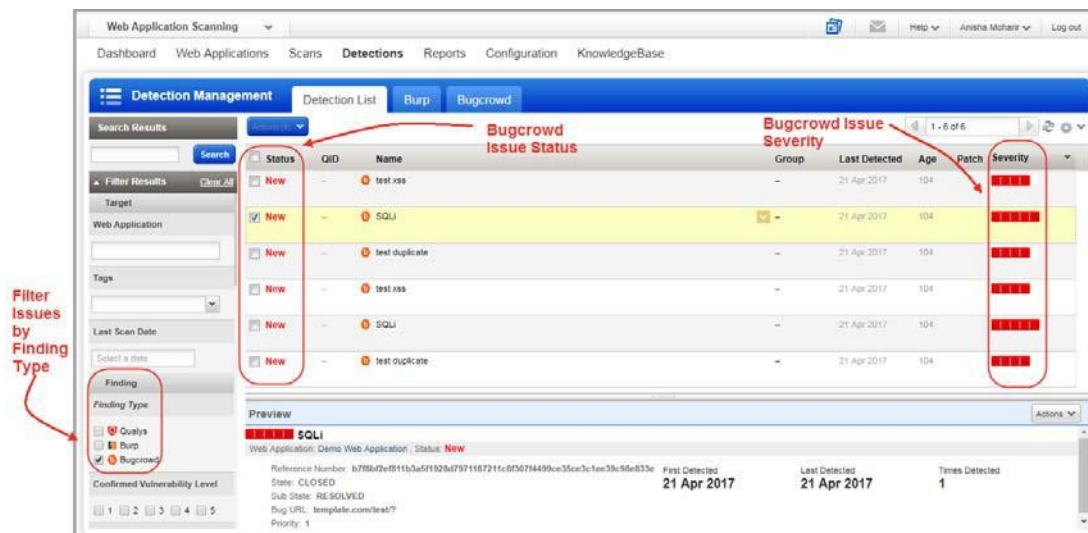 Web Application Scanning
Help
Anisha Moharir
Log out
Dashboard Web Applications Scans Detections Reports Configuration KnowledgeBase
Detection Management
Detection List
Burp
Bugcrowd
Search Results
Search
Filter Results Clear All
Target
Web Application
Tags
Last Scan Date
Select a date
Finding
Finding Type
Qualys
Burp
Bugcrowd
Confirmed Vulnerability Level
1 2 3 4 5
Filter
Issues
by
Finding
Type
Bugcrowd
Issue Status
Bugcrowd Issue
Severity
1 - 6 of 6
Status QID Name Group Last Detected Age Patch Severity
New - test xss - 21 Apr 2017 104
New - SQLi - 21 Apr 2017 104
New - test duplicate - 21 Apr 2017 104
New - test xss - 21 Apr 2017 104
New - SQLi - 21 Apr 2017 104
New - test duplicate - 21 Apr 2017 104
Preview
Actions
SQLi
Web Application: Demo Web Application , Status: New
Reference Number:
State: CLOSED
Sub State: RESOLVED
Bug URL: template.com/test/?
Priority: 1
First Detected
21 Apr 2017
Last Detected
21 Apr 2017
Times Detected
1